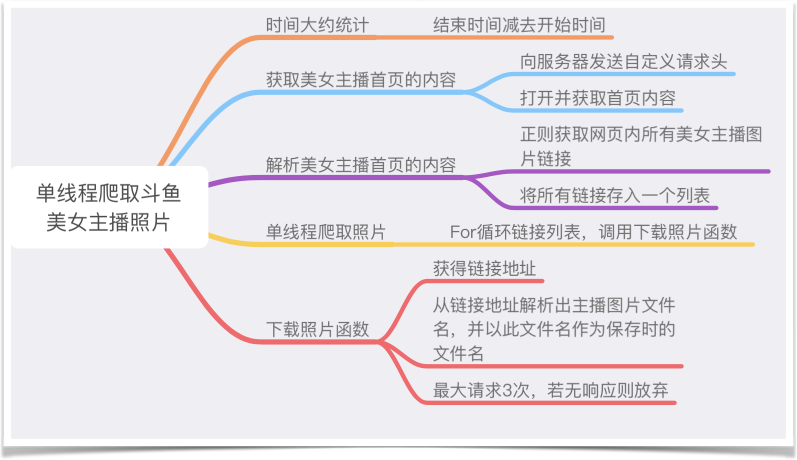 单线程爬取斗鱼
美女主播照片
时间大约统计
结束时间减去开始时间
获取美女主播首页的内容
向服务器发送自定义请求头
打开并获取首页内容
解析美女主播首页的内容
正则获取网页内所有美女主播图
片链接
将所有链接存入一个列表
单线程爬取照片
For循环链接列表，调用下载照片函数
下载照片函数
获得链接地址
从链接地址解析出主播图片文件
名，并以此文件名作为保存时的
文件名
最大请求3次，若无响应则放弃